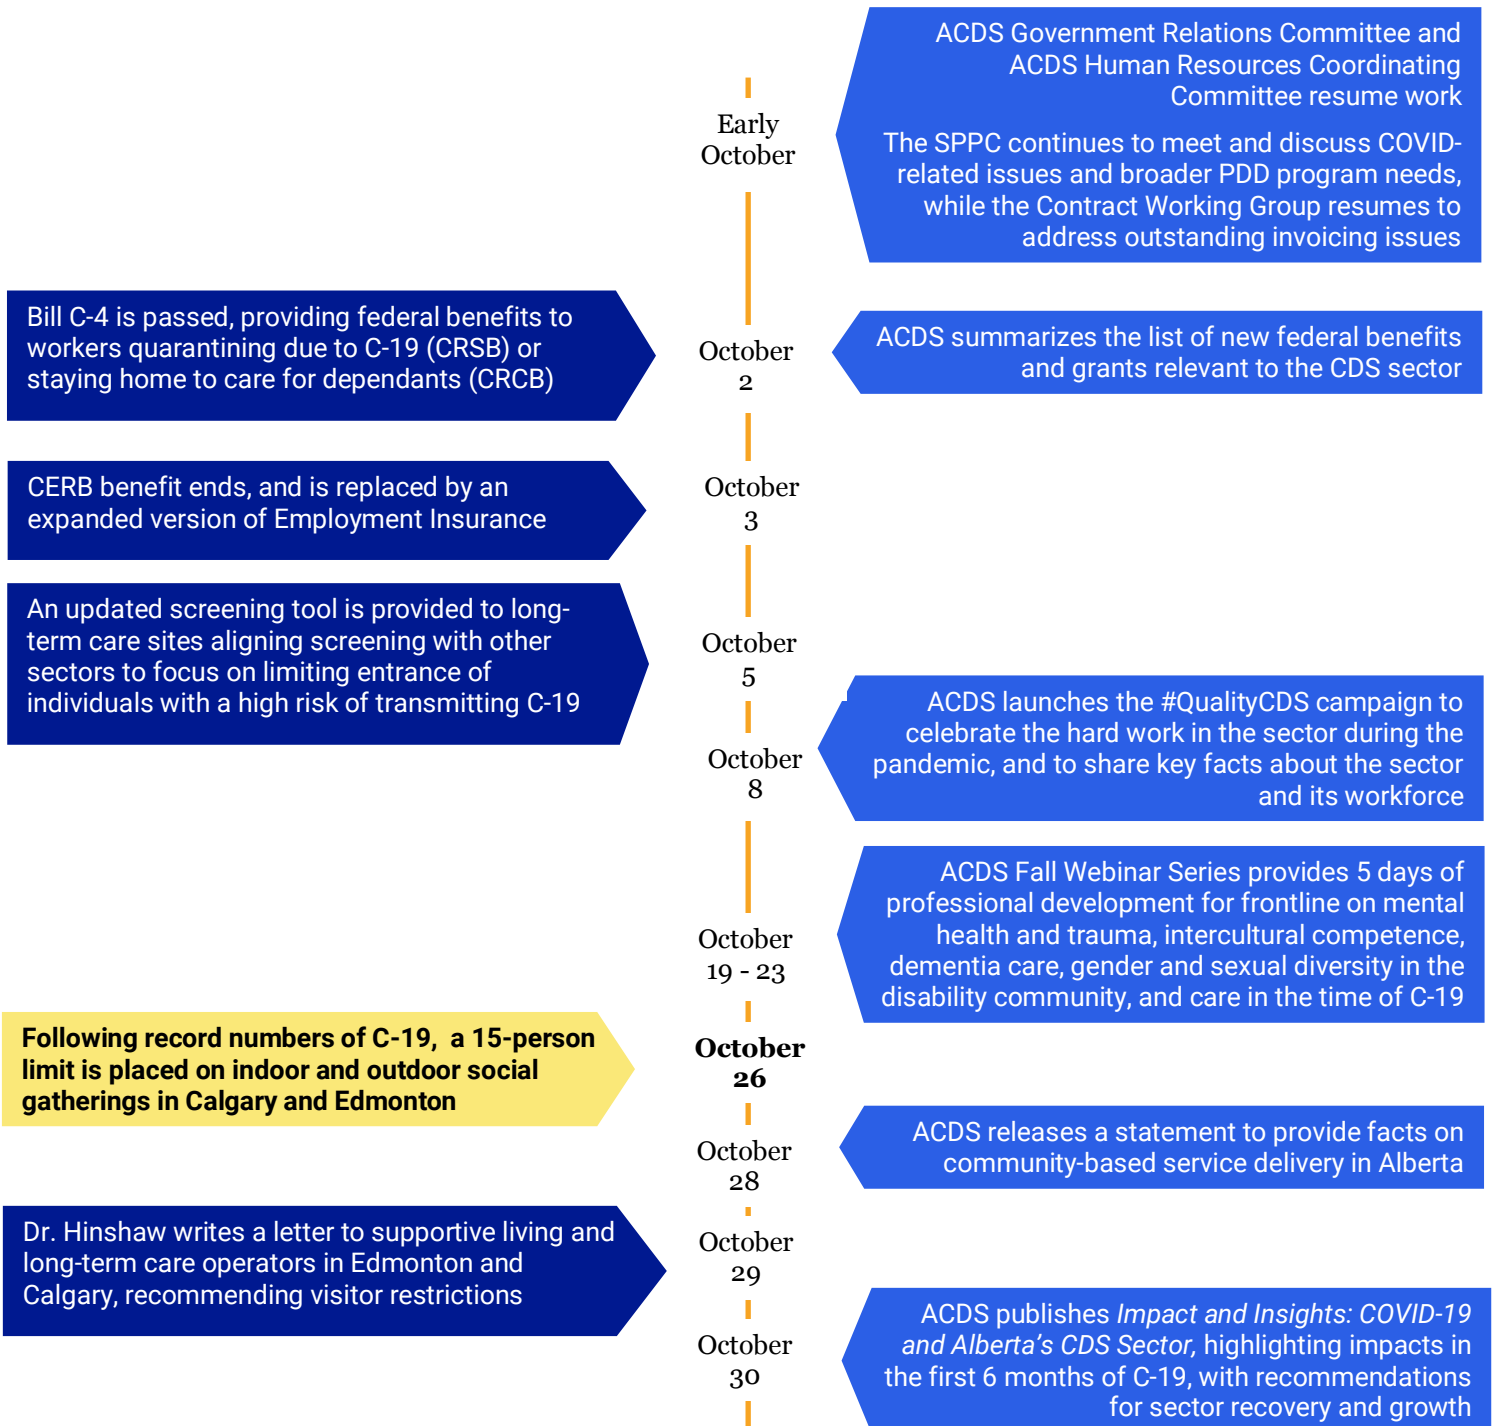 ACDS Government Relations Committee and
ACDS Human Resources Coordinating
Committee resume work
The SPPC continues to meet and discuss COVID-
related issues and broader PDD program needs,
while the Contract Working Group resumes to
address outstanding invoicing issues
Early
October
Bill C-4 is passed, providing federal benefits to
workers quarantining due to C-19 (CRSB) or
staying home to care for dependants (CRCB)
October
2
ACDS summarizes the list of new federal benefits
and grants relevant to the CDS sector
CERB benefit ends, and is replaced by an
expanded version of Employment Insurance
October
3
An updated screening tool is provided to long-
term care sites aligning screening with other
sectors to focus on limiting entrance of
individuals with a high risk of transmitting C-19
October
5
ACDS launches the #QualityCDS campaign to
celebrate the hard work in the sector during the
pandemic, and to share key facts about the sector
and its workforce
October
8
ACDS Fall Webinar Series provides 5 days of
professional development for frontline on mental
health and trauma, intercultural competence,
dementia care, gender and sexual diversity in the
disability community, and care in the time of C-19
October
19 - 23
Following record numbers of C-19,  a 15-person
limit is placed on indoor and outdoor social
gatherings in Calgary and Edmonton
October
26
ACDS releases a statement to provide facts on
community-based service delivery in Alberta
October
28
Dr. Hinshaw writes a letter to supportive living and
long-term care operators in Edmonton and
Calgary, recommending visitor restrictions
October
29
ACDS publishes Impact and Insights: COVID-19
and Alberta's CDS Sector, highlighting impacts in
the first 6 months of C-19, with recommendations
for sector recovery and growth
October
30